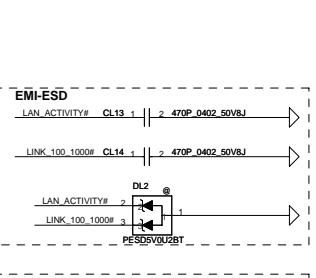 EMI-ESD
LAN_ACTIVITY# CL13 1 2 470P_0402_50V8J
LINK_100_1000# CL14 1 2 470P_0402_50V8J
DL2 @
LAN_ACTIVITY# 2
1
LINK_100_1000# 3
PESD5V0U2BT